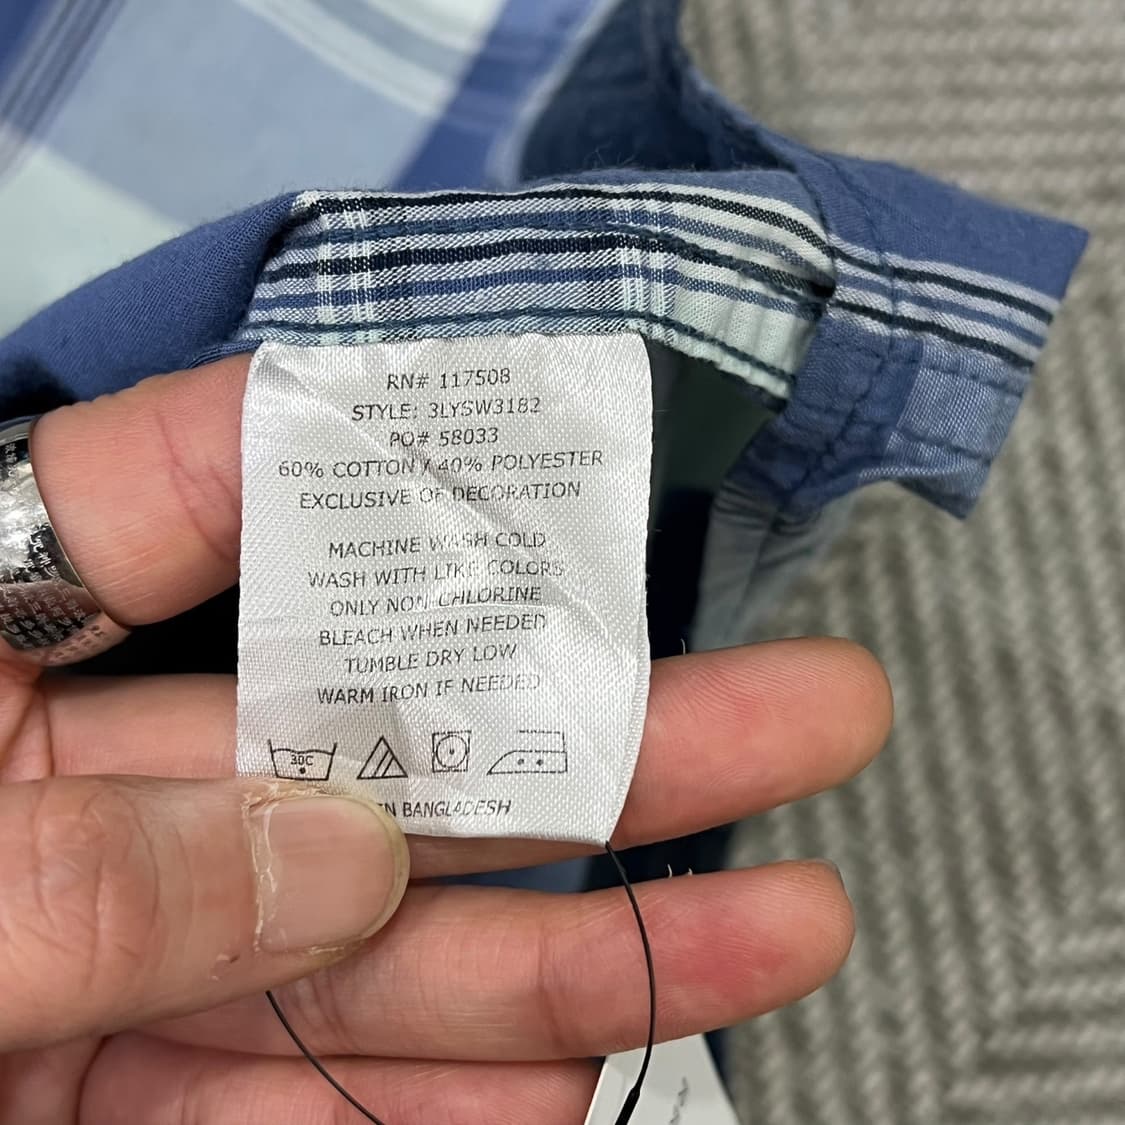 RN# 117508
STYLE: 3LYSW3182
PO# 58033
60% COTTON / 40% POLYESTER
EXCLUSIVE OF DECORATION
MACHINE WASH COLD
WASH WITH LIKE COLORS
ONLY NON-CHLORINE
BLEACH WHEN NEEDED
TUMBLE DRY LOW
WARM IRON IF NEEDED
30C
IN BANGLADESH